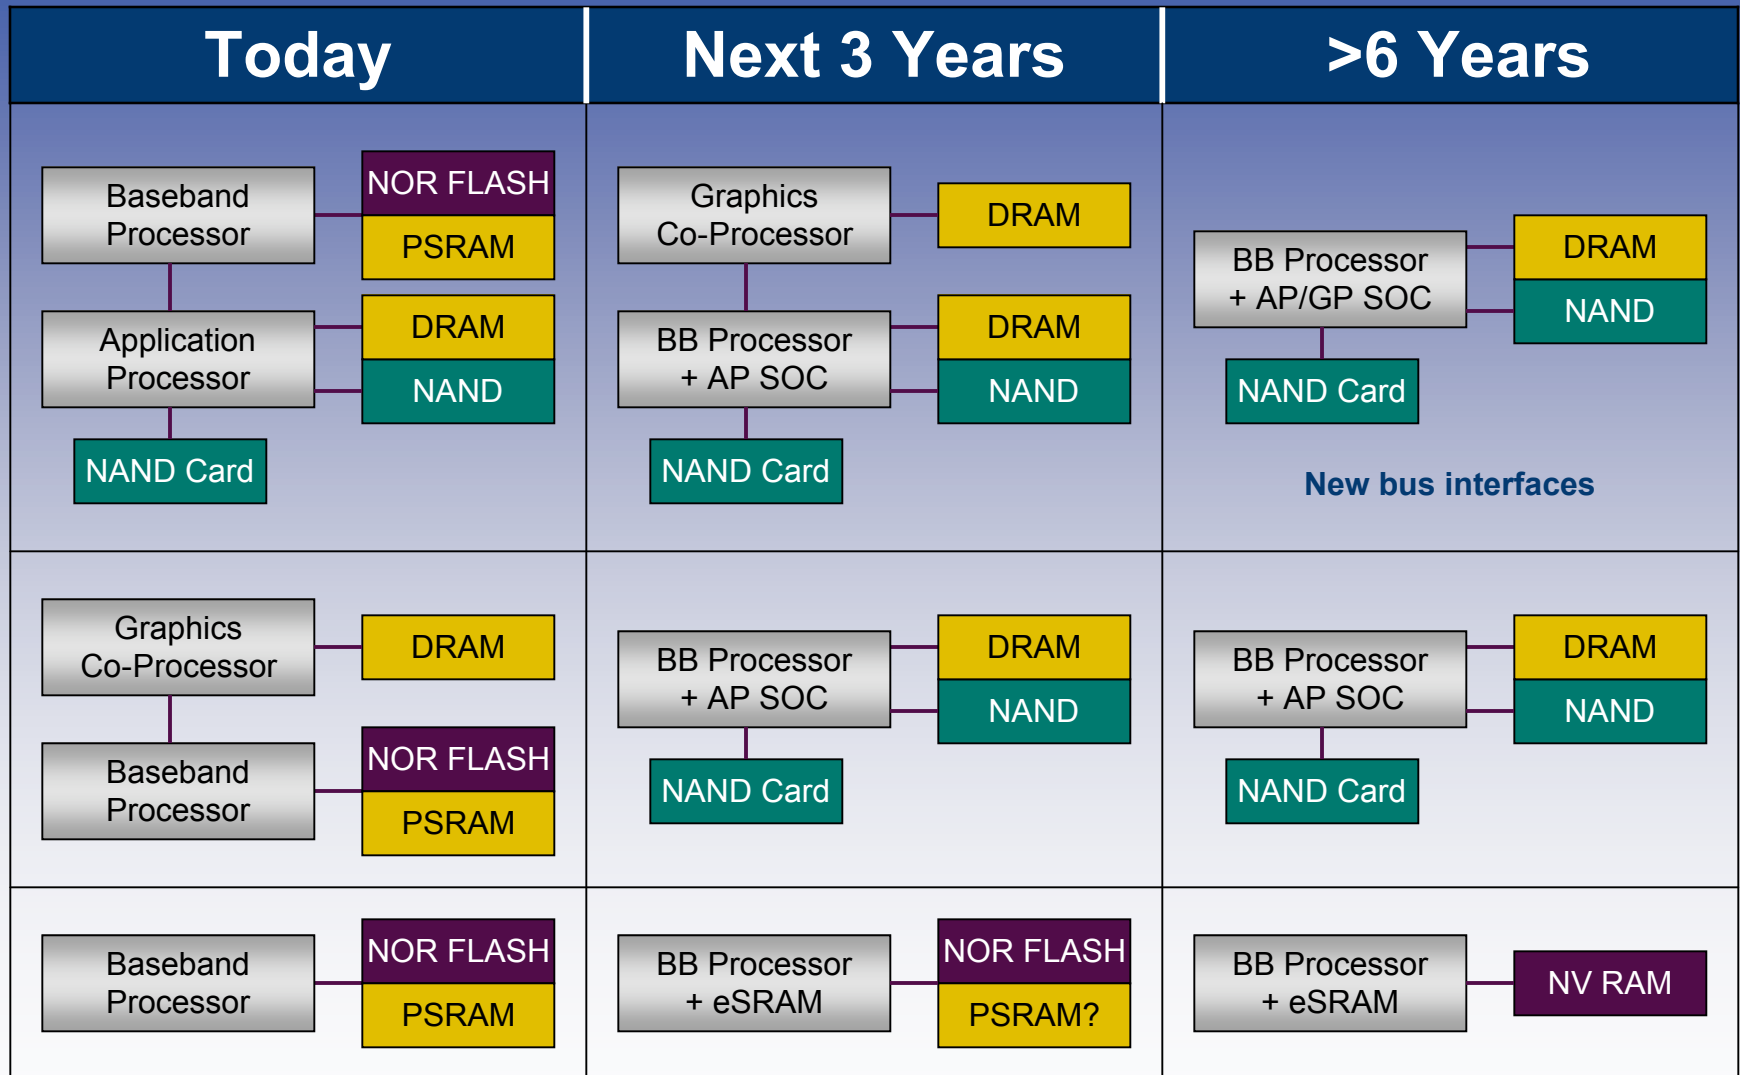 Today
Next 3 Years
>6 Years
Baseband
Processor
NOR FLASH
PSRAM
Application
Processor
DRAM
NAND
NAND Card
Graphics
Co-Processor
DRAM
BB Processor
+ AP SOC
DRAM
NAND
NAND Card
BB Processor
+ AP/GP SOC
DRAM
NAND
NAND Card
New bus interfaces
Graphics
Co-Processor
DRAM
Baseband
Processor
NOR FLASH
PSRAM
BB Processor
+ AP SOC
DRAM
NAND
NAND Card
BB Processor
+ AP SOC
DRAM
NAND
NAND Card
Baseband
Processor
NOR FLASH
PSRAM
BB Processor
+ eSRAM
NOR FLASH
PSRAM?
BB Processor
+ eSRAM
NV RAM